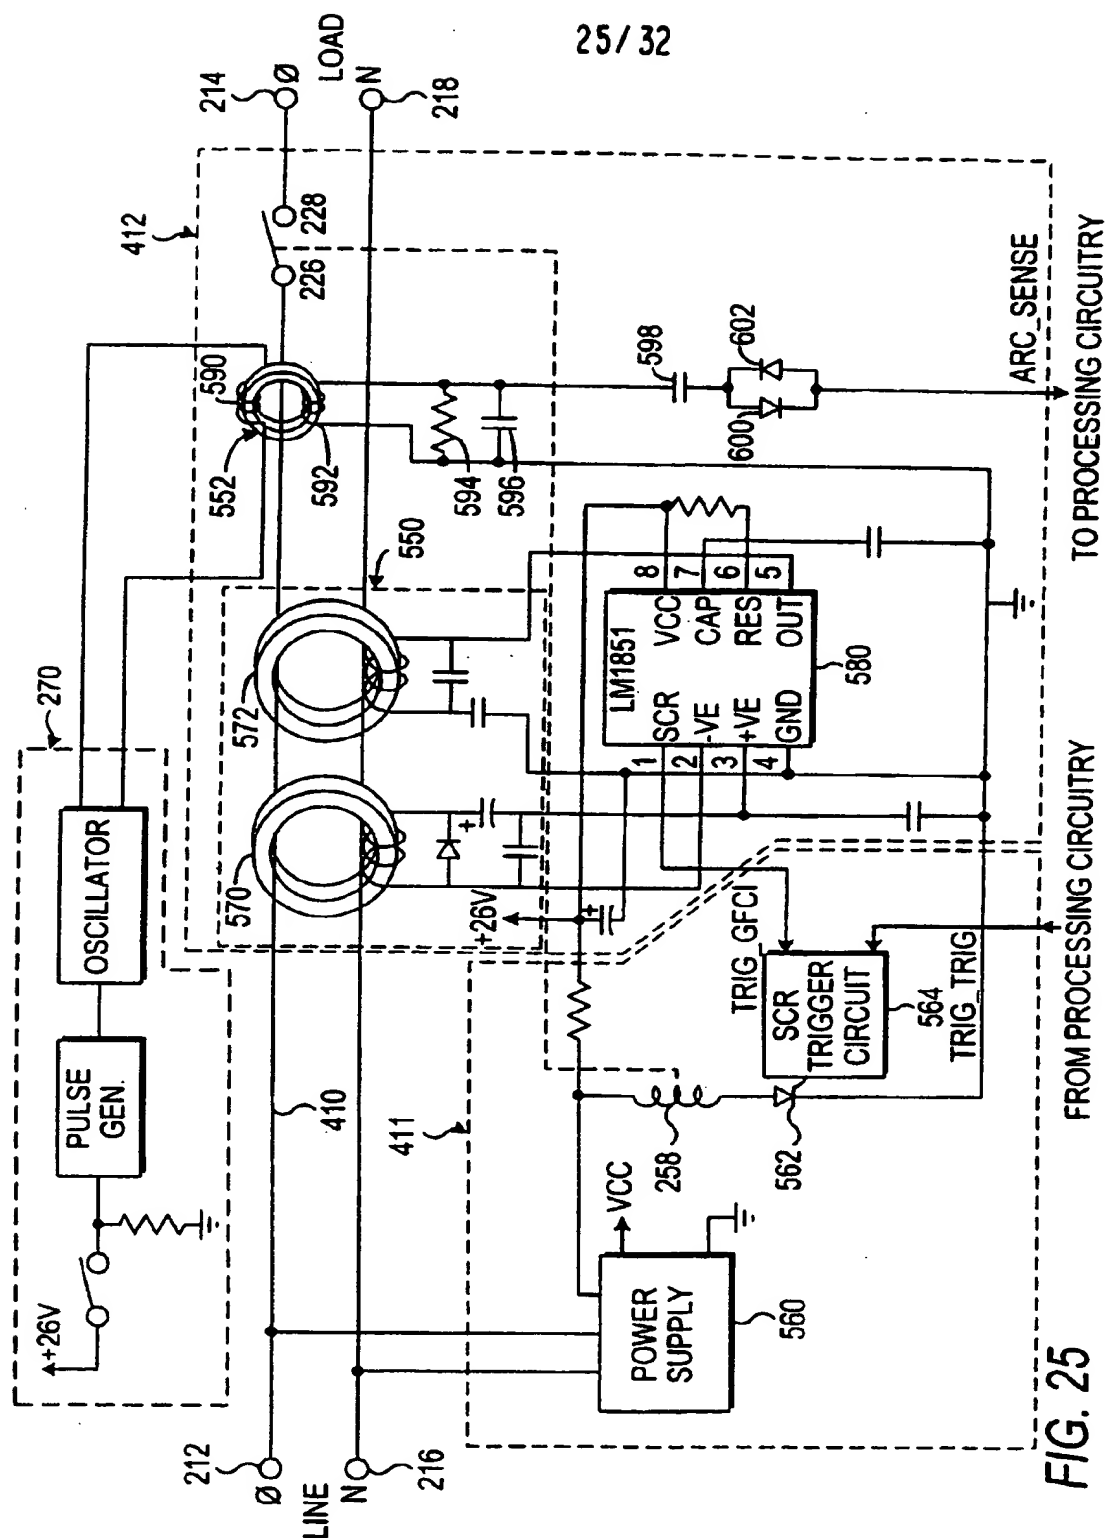 25/32
270
+26V
PULSE
GEN.
OSCILLATOR
212
Ø
LINE
N
216
410
570
572
550
552
590
592
412
226
228
214
Ø
LOAD
N
218
594
596
598
600
602
ARC_SENSE
TO PROCESSING CIRCUITRY
411
+26V
LM1851
1 SCR
2 -VE
3 +VE
4 GND
VCC 8
CAP 7
RES 6
OUT 5
580
VCC
POWER
SUPPLY
560
258
562
TRIG_GFCI
SCR
TRIGGER
CIRCUIT
564
TRIG_TRIG
FROM PROCESSING CIRCUITRY
FIG. 25